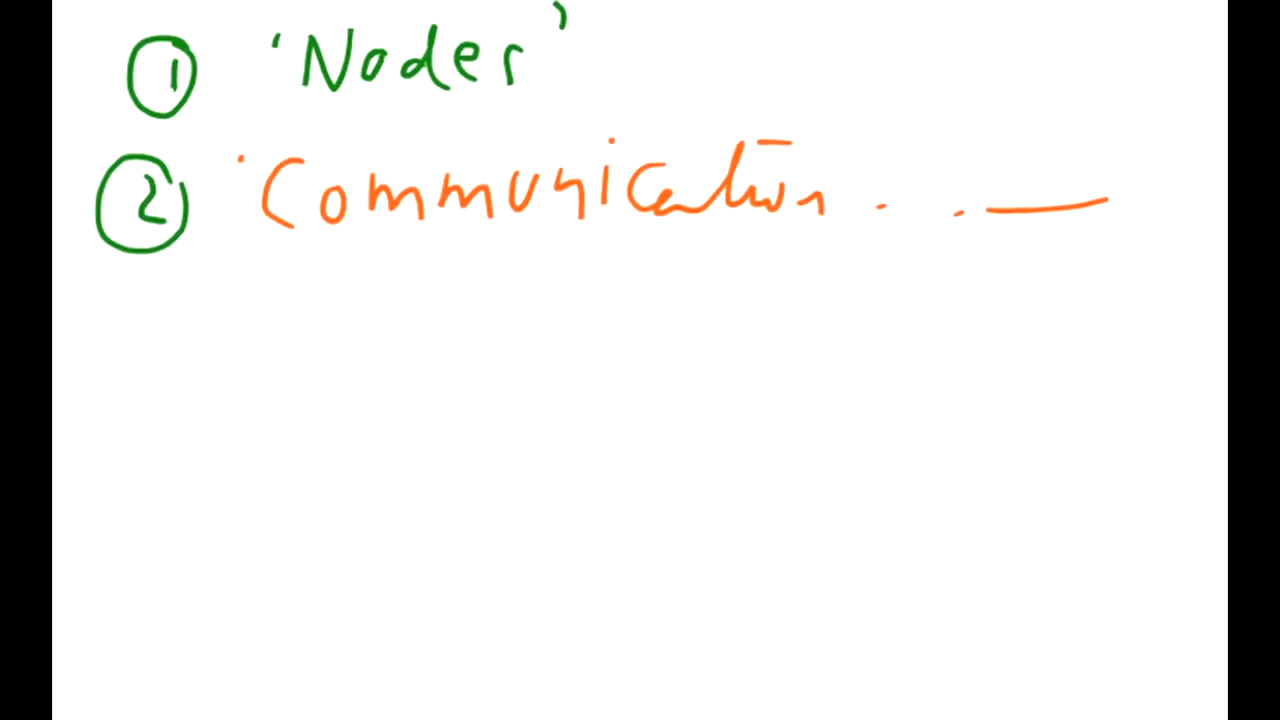 ① 'Nodes'
② 'Communication . . —